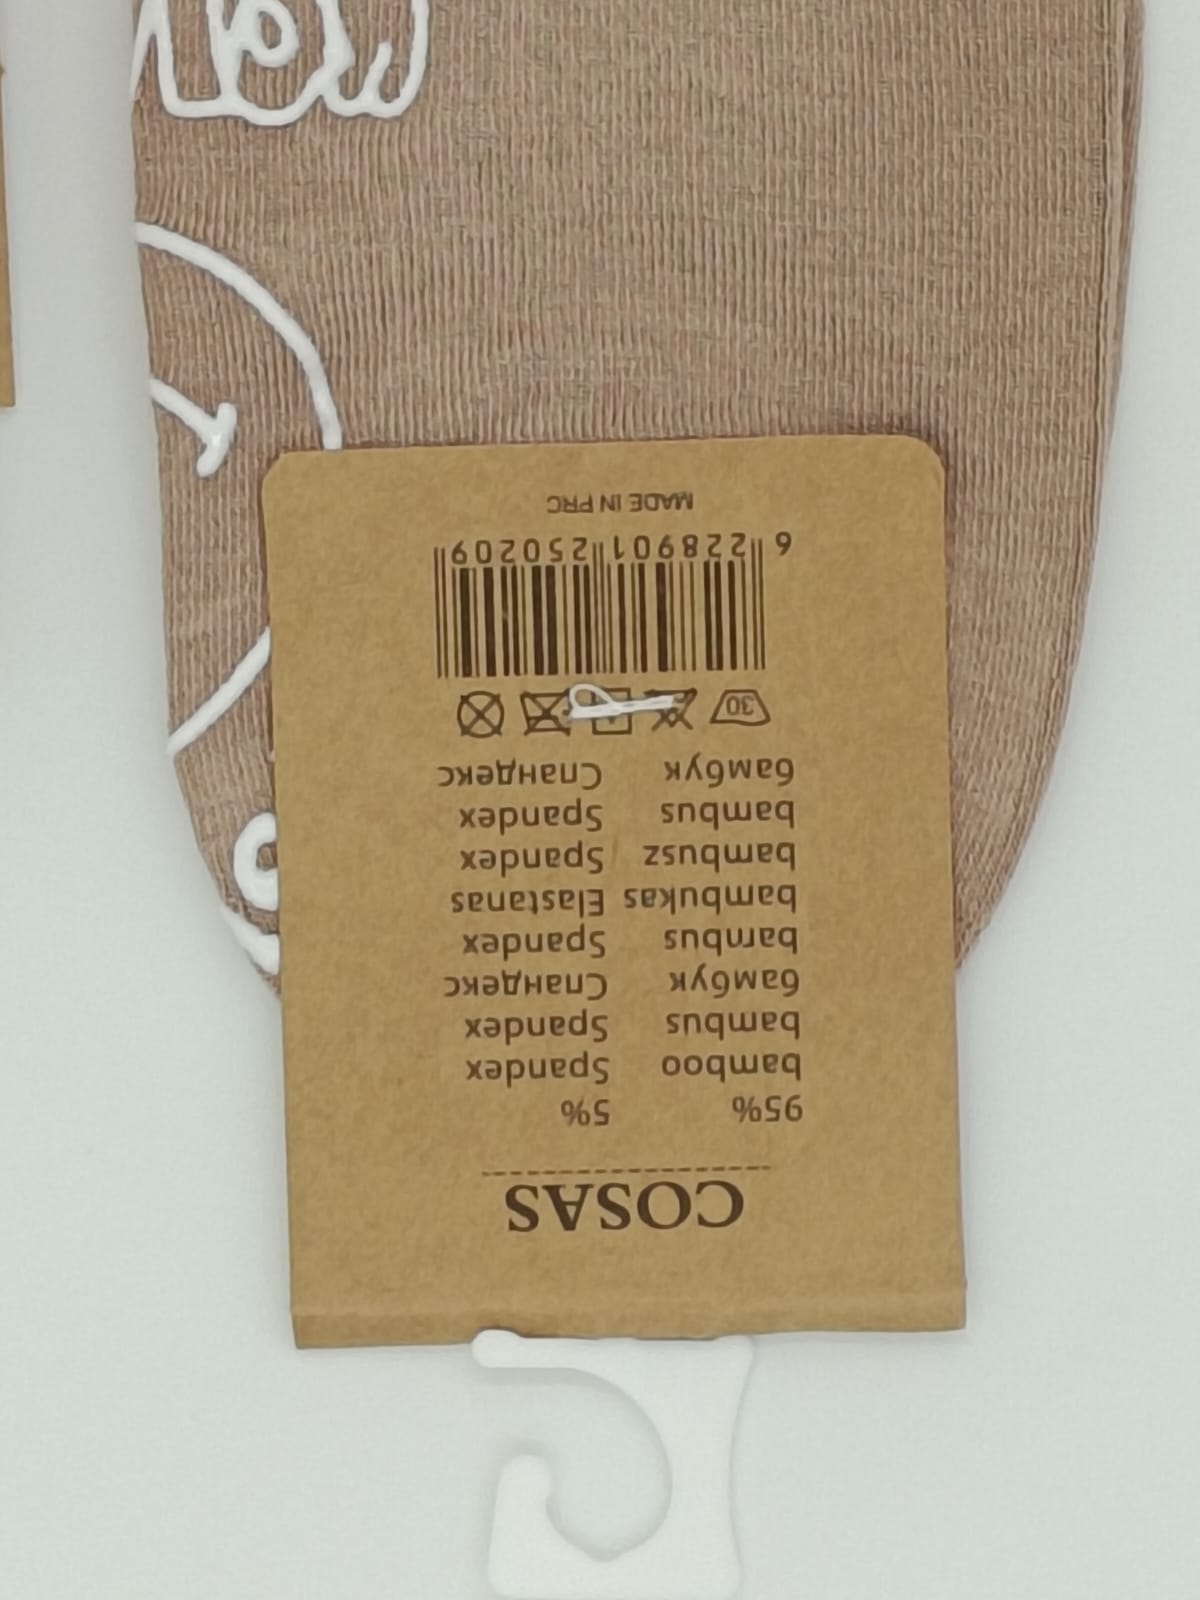 COSAS
95% 5%
bamboo Spandex
bambus Spandex
бамбук Спандекс
bambus Spandex
bambukas Elastanas
bambusz Spandex
bambus Spandex
бамбук Спандекс
30
6 228901 250209
MADE IN PRC